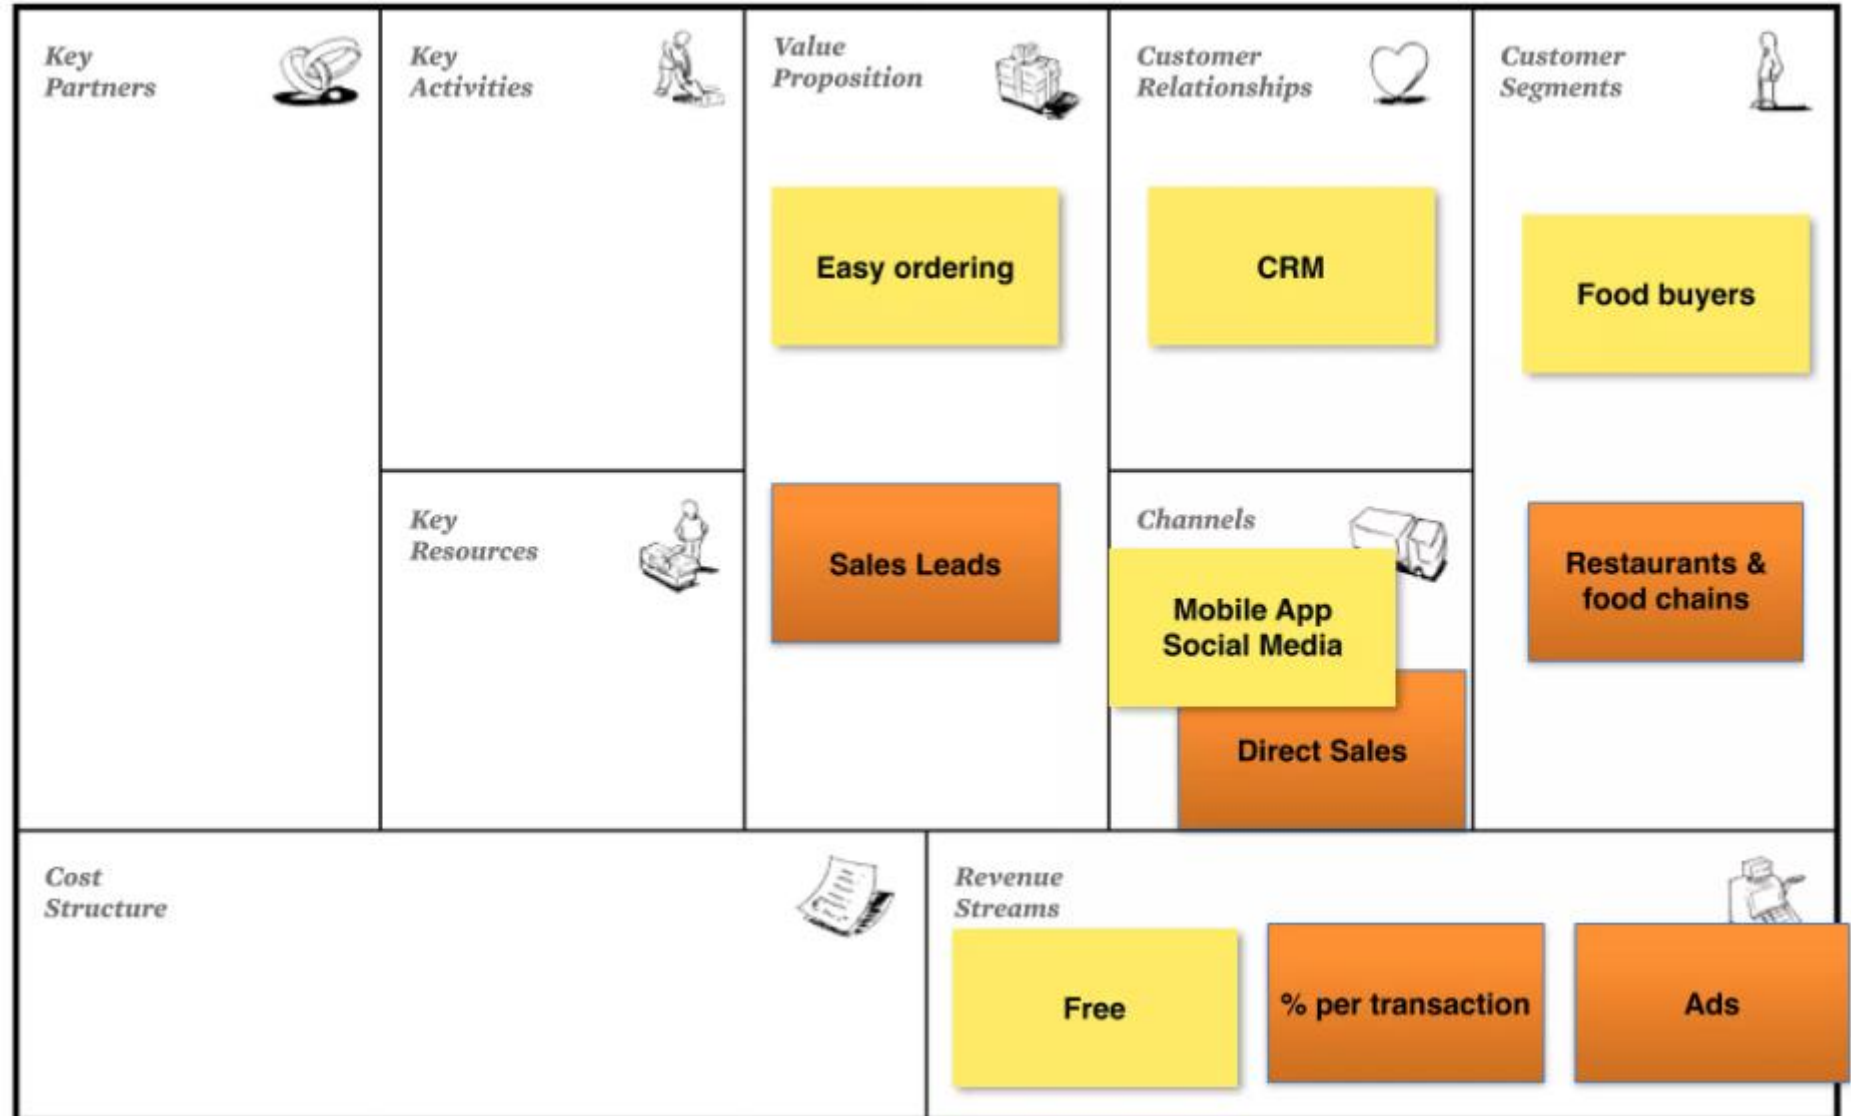 Key
Partners
Key
Activities
Value
Proposition
Customer
Relationships
Customer
Segments
Easy ordering
CRM
Food buyers
Key
Resources
Sales Leads
Channels
Mobile App
Social Media
Direct Sales
Restaurants &
food chains
Cost
Structure
Revenue
Streams
Free
% per transaction
Ads